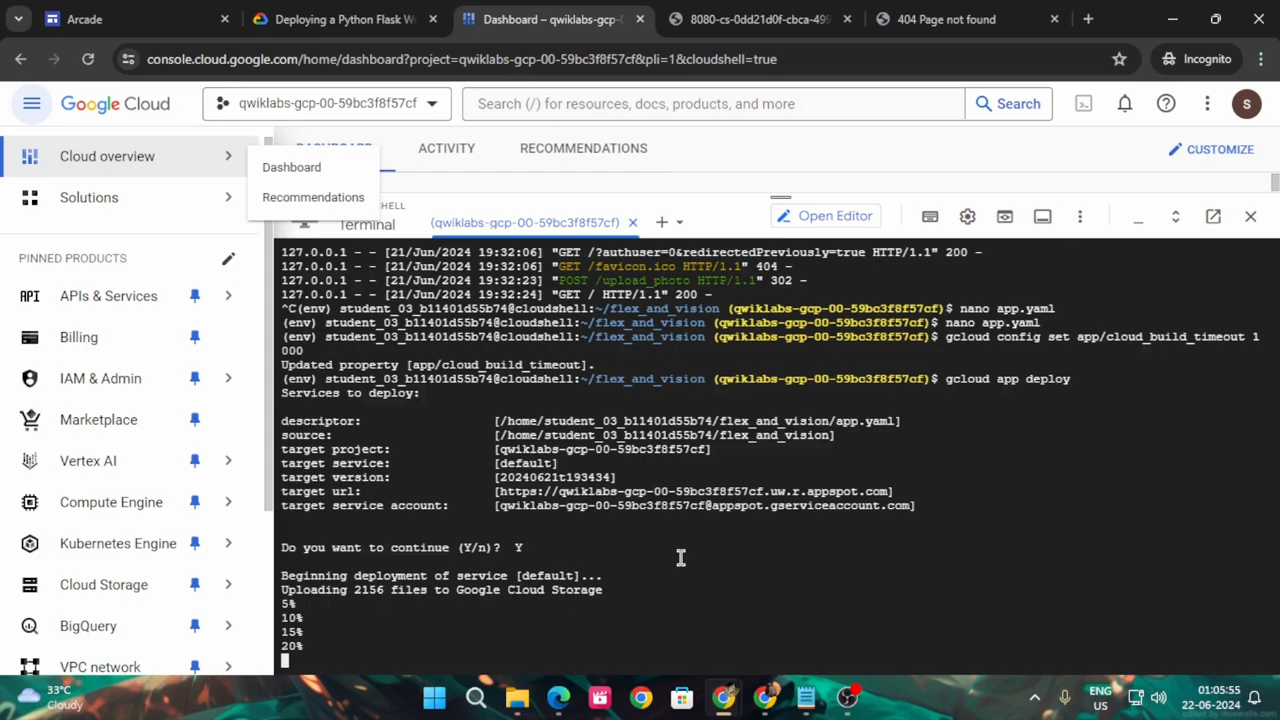 Arcade
Deploying a Python Flask W
Dashboard – qwiklabs-gcp-0
8080-cs-0dd21d0f-cbca-499
404 Page not found
console.cloud.google.com/home/dashboard?project=qwiklabs-gcp-00-59bc3f8f57cf&pli=1&cloudshell=true
Incognito
Google Cloud
qwiklabs-gcp-00-59bc3f8f57cf
Search (/) for resources, docs, products, and more
Search
S
Cloud overview
Solutions
Dashboard
Recommendations
DASHBOARD
ACTIVITY
RECOMMENDATIONS
CUSTOMIZE
PINNED PRODUCTS
API APIs & Services
Billing
IAM & Admin
Marketplace
Vertex AI
Compute Engine
Kubernetes Engine
Cloud Storage
BigQuery
VPC network
HELL
Terminal
(qwiklabs-gcp-00-59bc3f8f57cf)
Open Editor
127.0.0.1 - - [21/Jun/2024 19:32:06] "GET /?authuser=0&redirectedPreviously=true HTTP/1.1" 200 -
127.0.0.1 - - [21/Jun/2024 19:32:06] "GET /favicon.ico HTTP/1.1" 404 -
127.0.0.1 - - [21/Jun/2024 19:32:23] "POST /upload_photo HTTP/1.1" 302 -
127.0.0.1 - - [21/Jun/2024 19:32:24] "GET / HTTP/1.1" 200 -
^C(env) student_03_b11401d55b74@cloudshell:~/flex_and_vision (qwiklabs-gcp-00-59bc3f8f57cf)$ nano app.yaml
(env) student_03_b11401d55b74@cloudshell:~/flex_and_vision (qwiklabs-gcp-00-59bc3f8f57cf)$ nano app.yaml
(env) student_03_b11401d55b74@cloudshell:~/flex_and_vision (qwiklabs-gcp-00-59bc3f8f57cf)$ gcloud config set app/cloud_build_timeout 1
000
Updated property [app/cloud_build_timeout].
(env) student_03_b11401d55b74@cloudshell:~/flex_and_vision (qwiklabs-gcp-00-59bc3f8f57cf)$ gcloud app deploy
Services to deploy:
descriptor: [/home/student_03_b11401d55b74/flex_and_vision/app.yaml]
source: [/home/student_03_b11401d55b74/flex_and_vision]
target project: [qwiklabs-gcp-00-59bc3f8f57cf]
target service: [default]
target version: [20240621t193434]
target url: [https://qwiklabs-gcp-00-59bc3f8f57cf.uw.r.appspot.com]
target service account: [qwiklabs-gcp-00-59bc3f8f57cf@appspot.gserviceaccount.com]
Do you want to continue (Y/n)? Y
Beginning deployment of service [default]...
Uploading 2156 files to Google Cloud Storage
5%
10%
15%
20%
33°C
Cloudy
ENG
US
01:05:55
22-06-2024